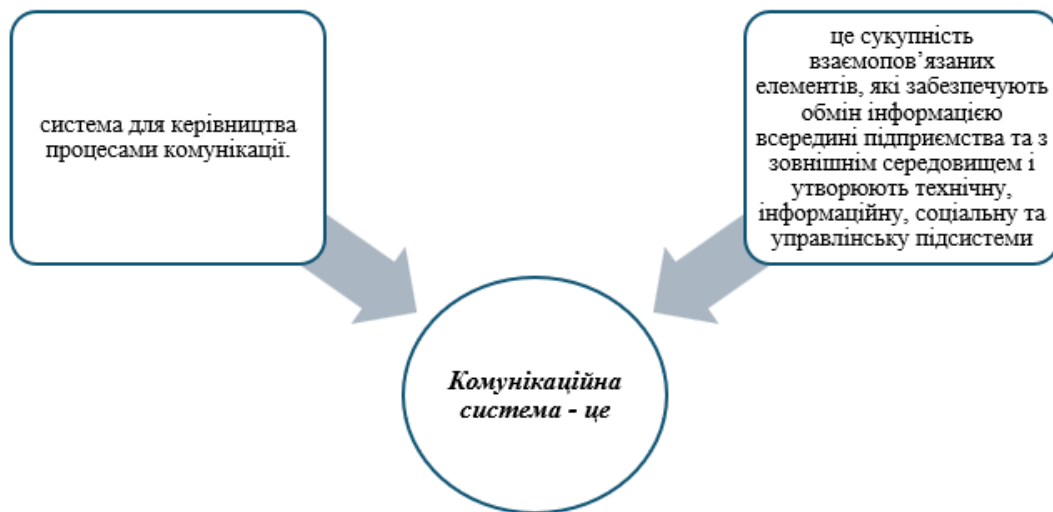 система для керівництва
процесами комунікації.
це сукупність
взаємопов’язаних
елементів, які забезпечують
обмін інформацією
всередині підприємства та з
зовнішнім середовищем і
утворюють технічну,
інформаційну, соціальну та
управлінську підсистеми
Комунікаційна
система - це